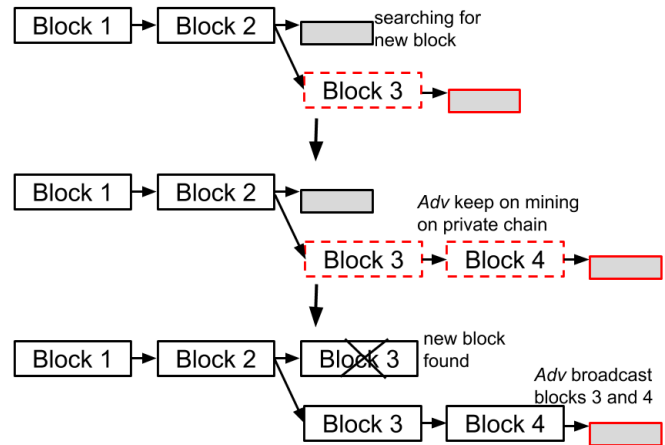 Block 1
Block 2
searching for
new block
Block 3
Block 1
Block 2
Adv keep on mining
on private chain
Block 3
Block 4
Block 1
Block 2
Block 3
new block
found
Adv broadcast
blocks 3 and 4
Block 3
Block 4